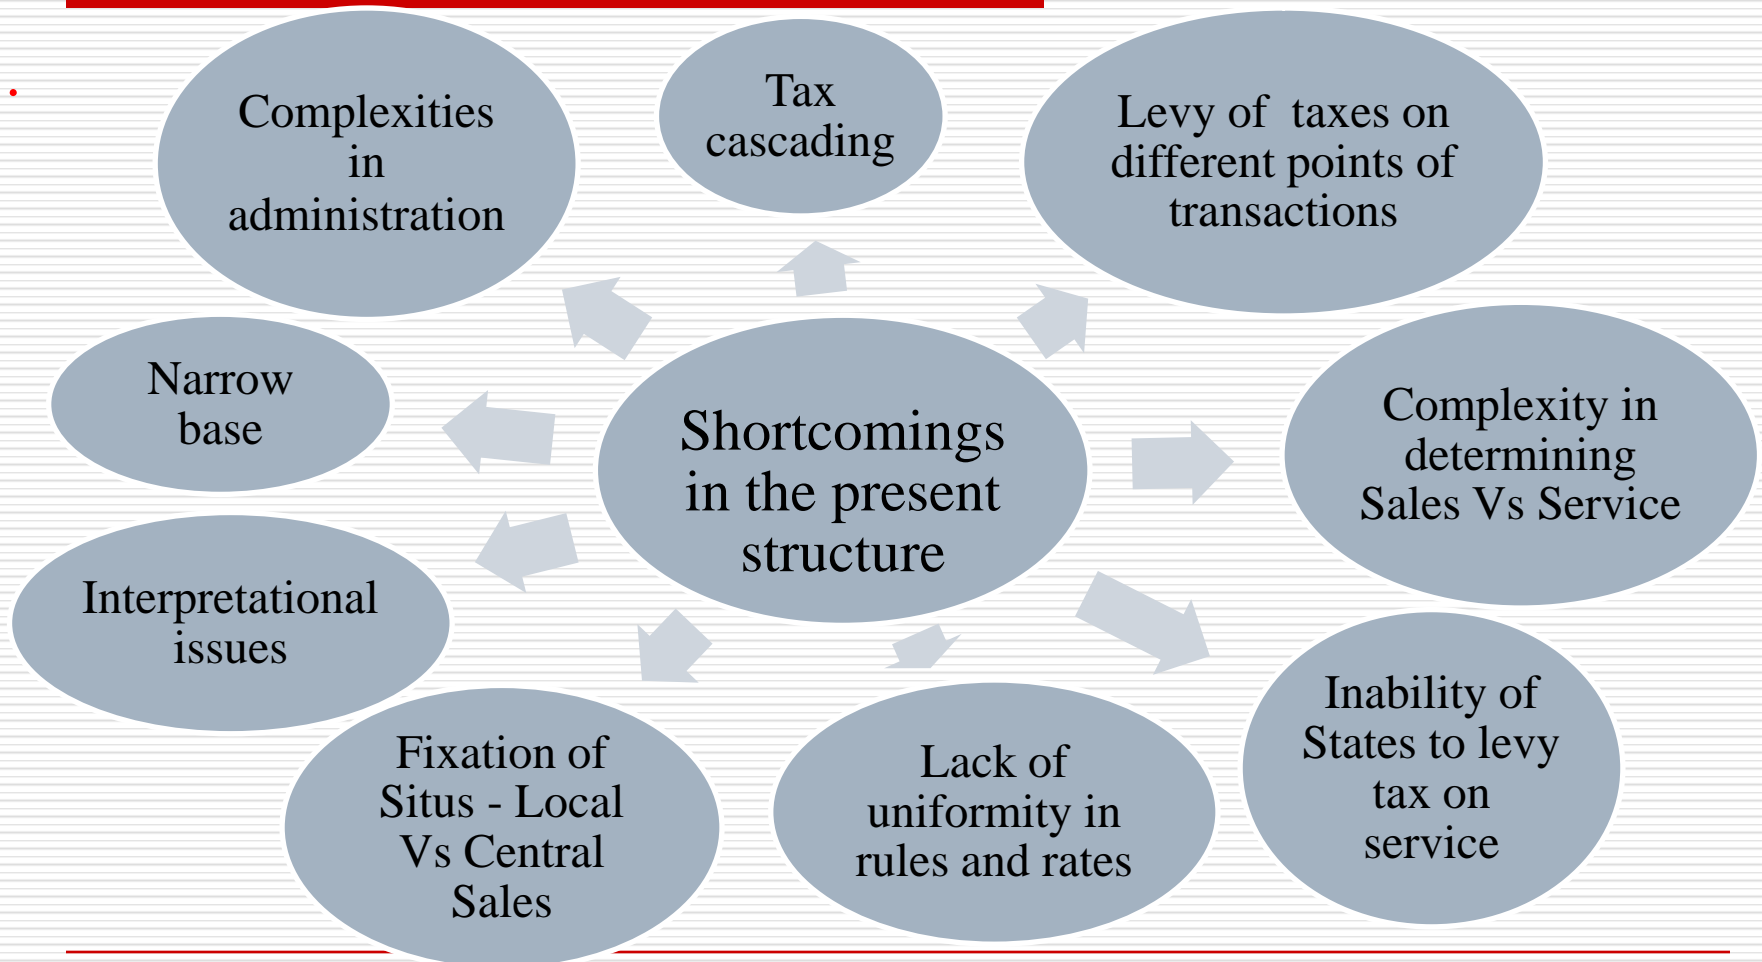 Complexities
in
administration
Tax
cascading
Levy of  taxes on
different points of
transactions
Narrow
base
Shortcomings
in the present
structure
Complexity in
determining
Sales Vs Service
Interpretational
issues
Fixation of
Situs - Local
Vs Central
Sales
Lack of
uniformity in
rules and rates
Inability of
States to levy
tax on
service